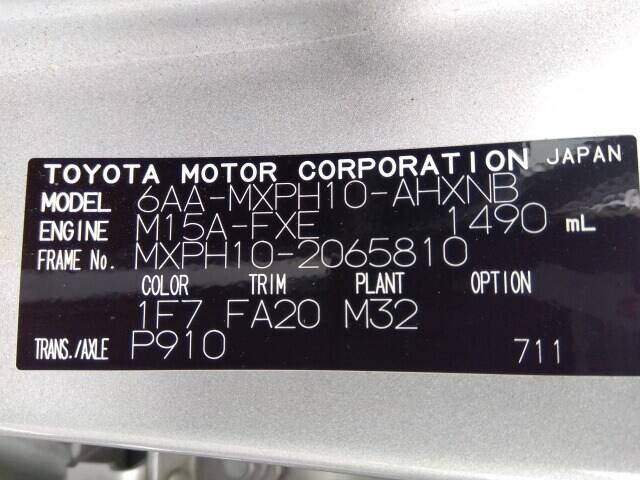 TOYOTA MOTOR CORPORATION JAPAN
MODEL 6AA-MXPH10-AHXNB
ENGINE M15A-FXE 1490 mL
FRAME No. MXPH10-2065810
COLOR TRIM PLANT OPTION
1F7 FA20 M32
TRANS./AXLE P910 711